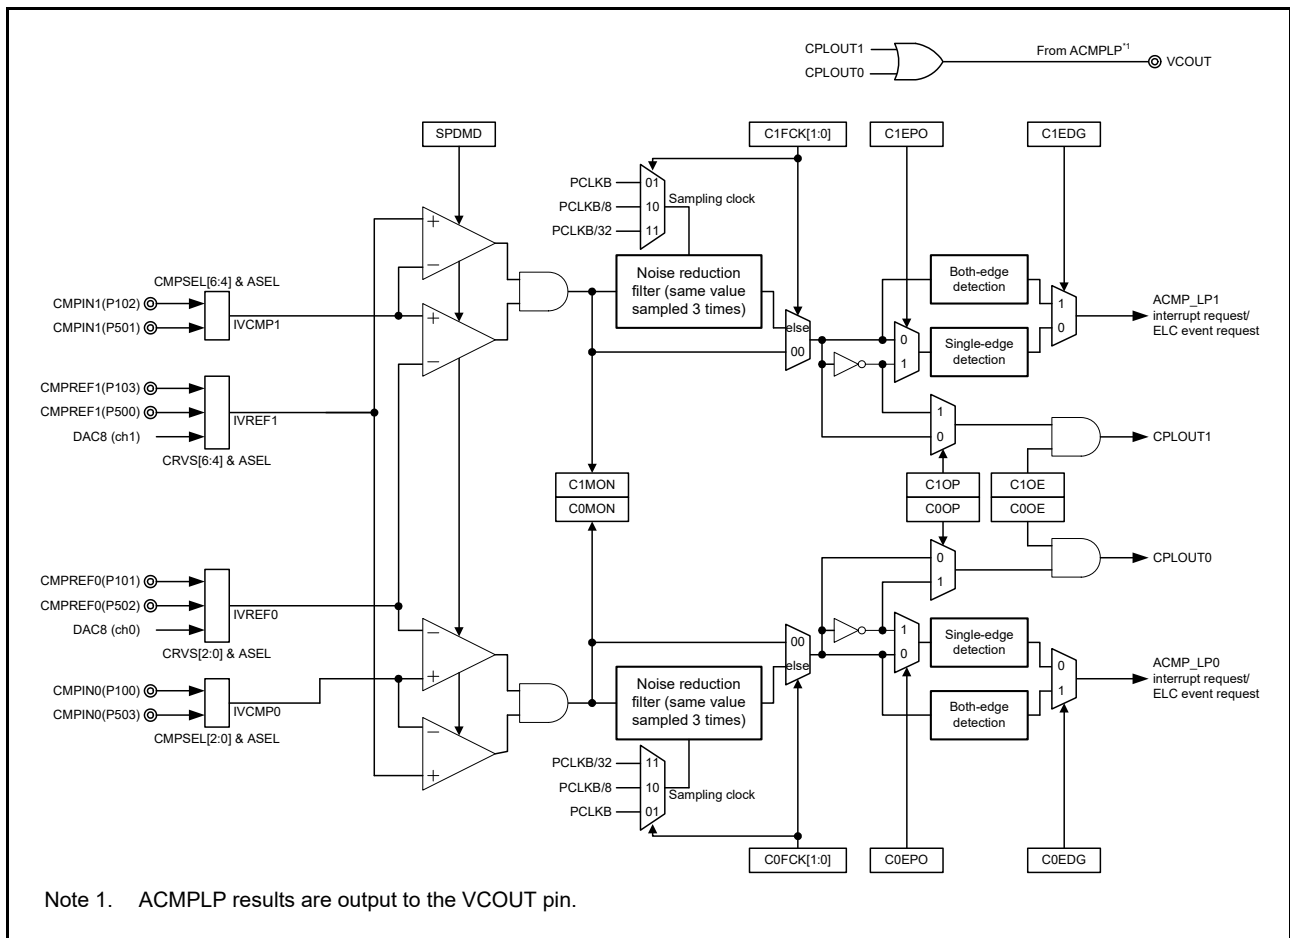 CPLOUT1
CPLOUT0
From ACMPLP*1
VCOUT
SPDMD
C1FCK[1:0]
C1EPO
C1EDG
PCLKB
01
PCLKB/8
10
PCLKB/32
11
Sampling clock
+
−
+
−
CMPSEL[6:4] & ASEL
CMPIN1(P102)
CMPIN1(P501)
IVCMP1
Noise reduction
filter (same value
sampled 3 times)
else
00
0
1
Both-edge
detection
Single-edge
detection
1
0
ACMP_LP1
interrupt request/
ELC event request
CMPREF1(P103)
CMPREF1(P500)
IVREF1
DAC8 (ch1)
CRVS[6:4] & ASEL
1
0
CPLOUT1
C1MON
C0MON
C1OP
C0OP
C1OE
C0OE
0
1
CPLOUT0
CMPREF0(P101)
CMPREF0(P502)
IVREF0
DAC8 (ch0)
CRVS[2:0] & ASEL
CMPIN0(P100)
IVCMP0
CMPIN0(P503)
CMPSEL[2:0] & ASEL
−
+
−
+
00
else
Noise reduction
filter (same value
sampled 3 times)
1
0
Single-edge
detection
Both-edge
detection
0
1
ACMP_LP0
interrupt request/
ELC event request
PCLKB/32
11
PCLKB/8
10
PCLKB
01
Sampling clock
C0FCK[1:0]
C0EPO
C0EDG
Note 1. ACMPLP results are output to the VCOUT pin.